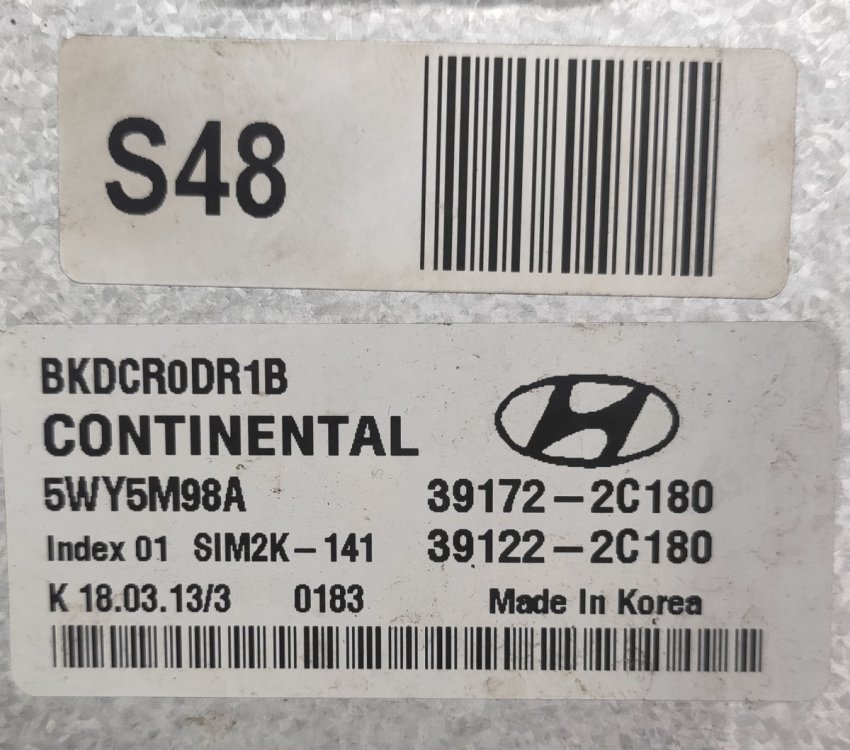 S48
BKDCR0DR1B
CONTINENTAL
5WY5M98A 39172-2C180
Index 01 SIM2K-141 39122-2C180
K 18.03.13/3 0183 Made In Korea